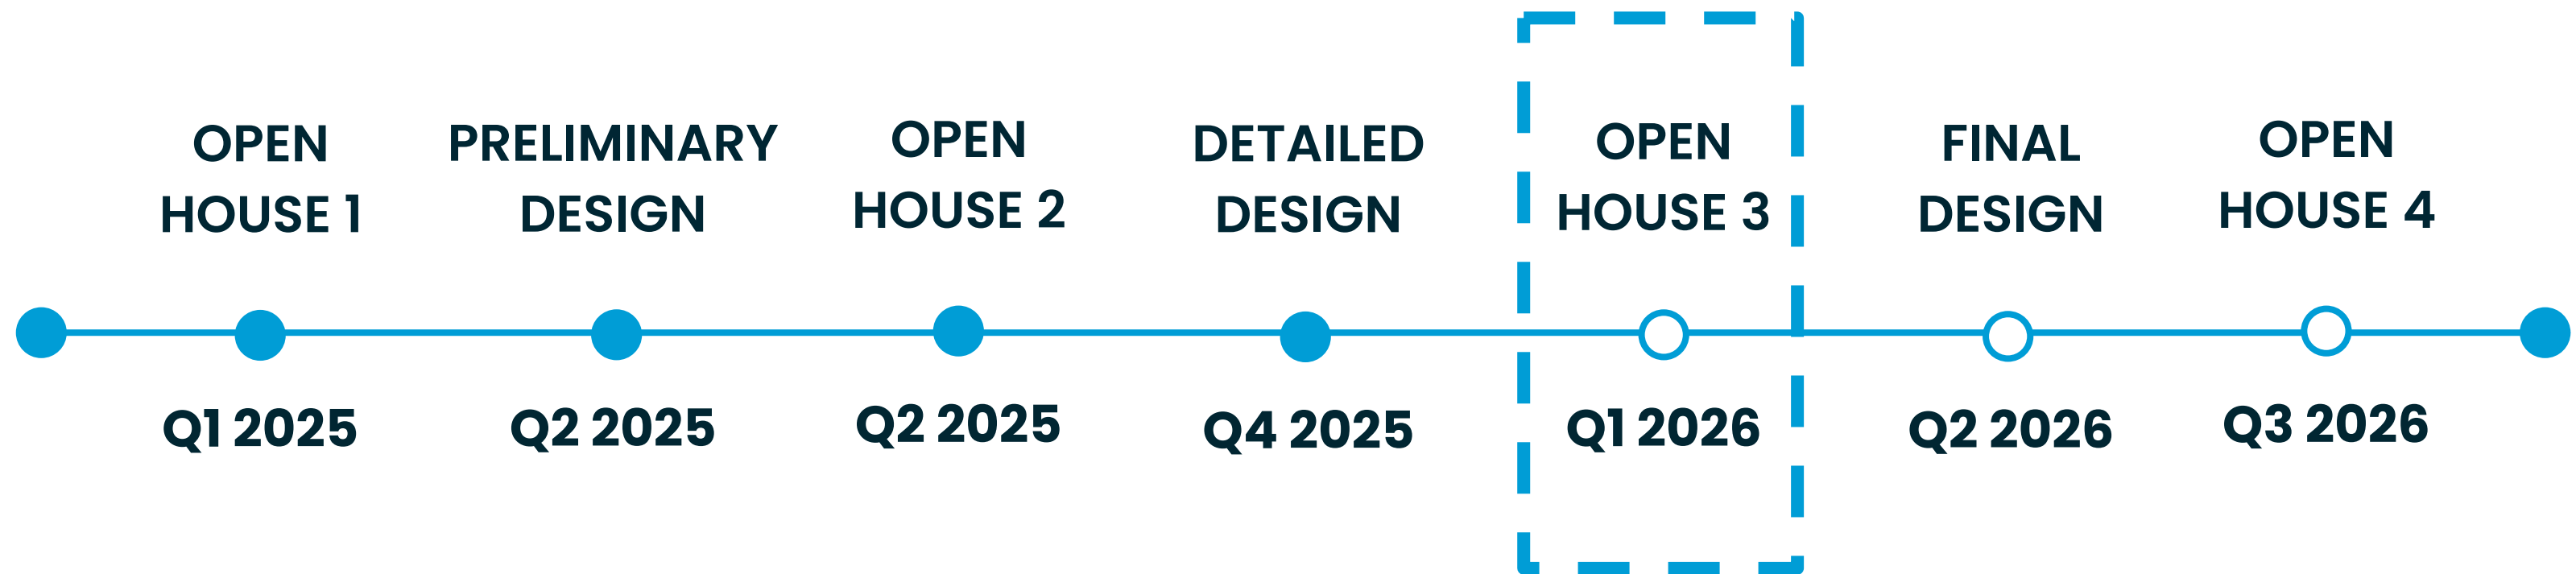 OPEN
HOUSE 1
Q1 2025
PRELIMINARY
DESIGN
Q2 2025
OPEN
HOUSE 2
Q2 2025
DETAILED
DESIGN
Q4 2025
OPEN
HOUSE 3
Q1 2026
FINAL
DESIGN
Q2 2026
OPEN
HOUSE 4
Q3 2026